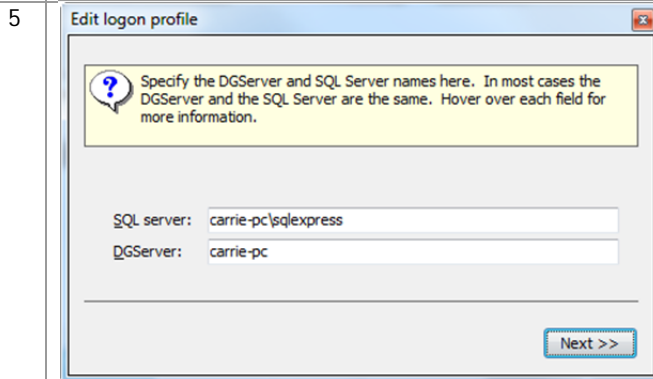 5
Edit logon profile
Specify the DGServer and SQL Server names here. In most cases the
DGServer and the SQL Server are the same. Hover over each field for
more information.
SQL server: carrie-pc\sqlexpress
DGServer: carrie-pc
Next >>